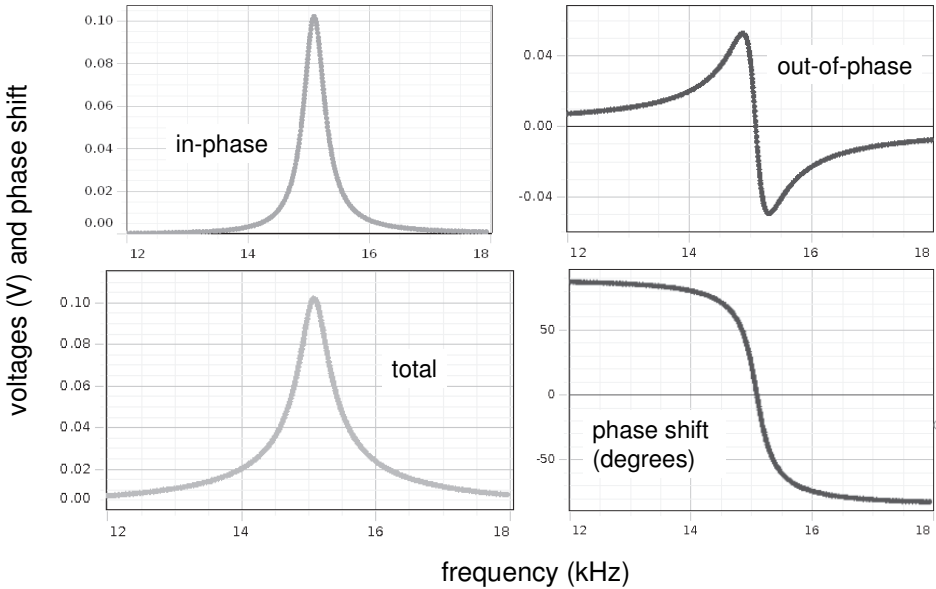 voltages (V) and phase shift
0.10
0.08
0.06
0.04
0.02
0.00
in-phase
12 14 16 18
0.04
0.00
-0.04
out-of-phase
12 14 16 18
0.10
0.08
0.06
0.04
0.02
0.00
total
12 14 16 18
50
0
-50
phase shift
(degrees)
12 14 16 18
frequency (kHz)